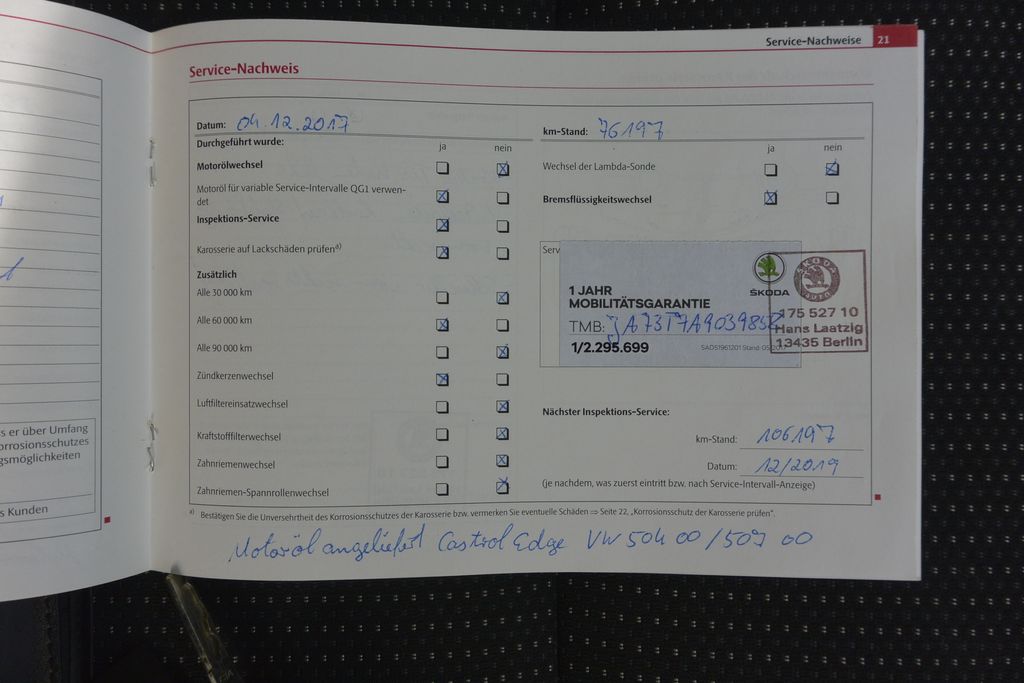 Service-Nachweise 21
Service-Nachweis
Datum: 04.12.2017
Durchgeführt wurde:
ja nein
Motorölwechsel
Motoröl für variable Service-Intervalle QG1 verwen-
det
Inspektions-Service
Karosserie auf Lackschäden prüfen a)
Zusätzlich
Alle 30 000 km
Alle 60 000 km
Alle 90 000 km
Zündkerzenwechsel
Luftfiltereinsatzwechsel
Kraftstofffilterwechsel
Zahnriemenwechsel
Zahnriemen-Spannrollenwechsel
km-Stand: 76197
ja nein
Wechsel der Lambda-Sonde
Bremsflüssigkeitswechsel
Serv
1 JAHR
MOBILITÄTSGARANTIE
TMB:
1/2.295.699
ŠKODA
SKODA
AUTO
175 527 10
Hans Laatzig
13435 Berlin
Nächster Inspektions-Service:
km-Stand: 106197
Datum: 12/2019
(je nachdem, was zuerst eintritt bzw. nach Service-Intervall-Anzeige)
a) Bestätigen Sie die Unversehrtheit des Korrosionsschutzes der Karosserie bzw. vermerken Sie eventuelle Schäden ⇒ Seite 22, „Korrosionsschutz der Karosserie prüfen".
Motoröl angeliefert Castrol Edge VW 504 00 / 507 00
s er über Umfang
orrosionsschutzes
gsmöglichkeiten
s Kunden